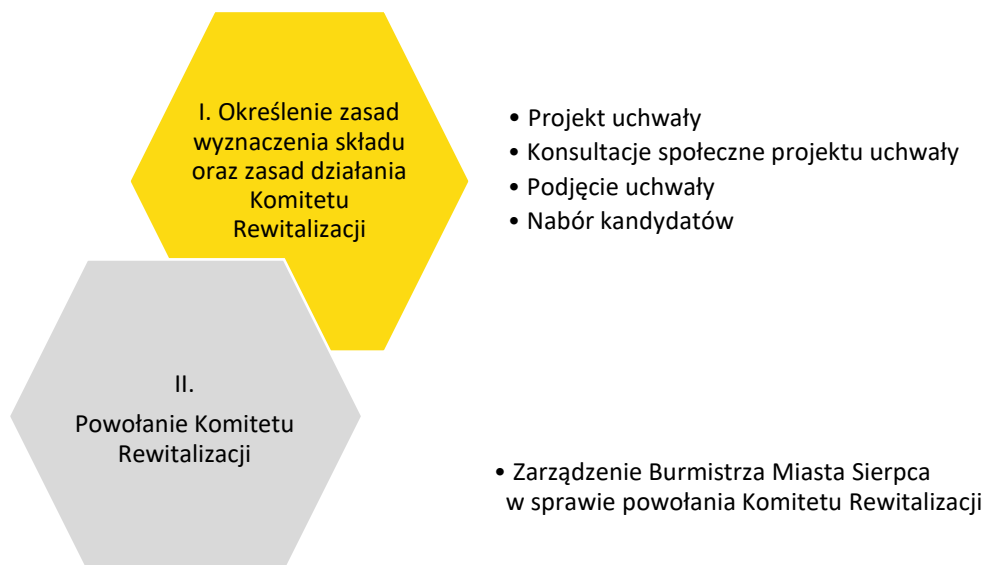 I. Określenie zasad
wyznaczenia składu
oraz zasad działania
Komitetu
Rewitalizacji
• Projekt uchwały
• Konsultacje społeczne projektu uchwały
• Podjęcie uchwały
• Nabór kandydatów
II.
Powołanie Komitetu
Rewitalizacji
• Zarządzenie Burmistrza Miasta Sierpca
w sprawie powołania Komitetu Rewitalizacji